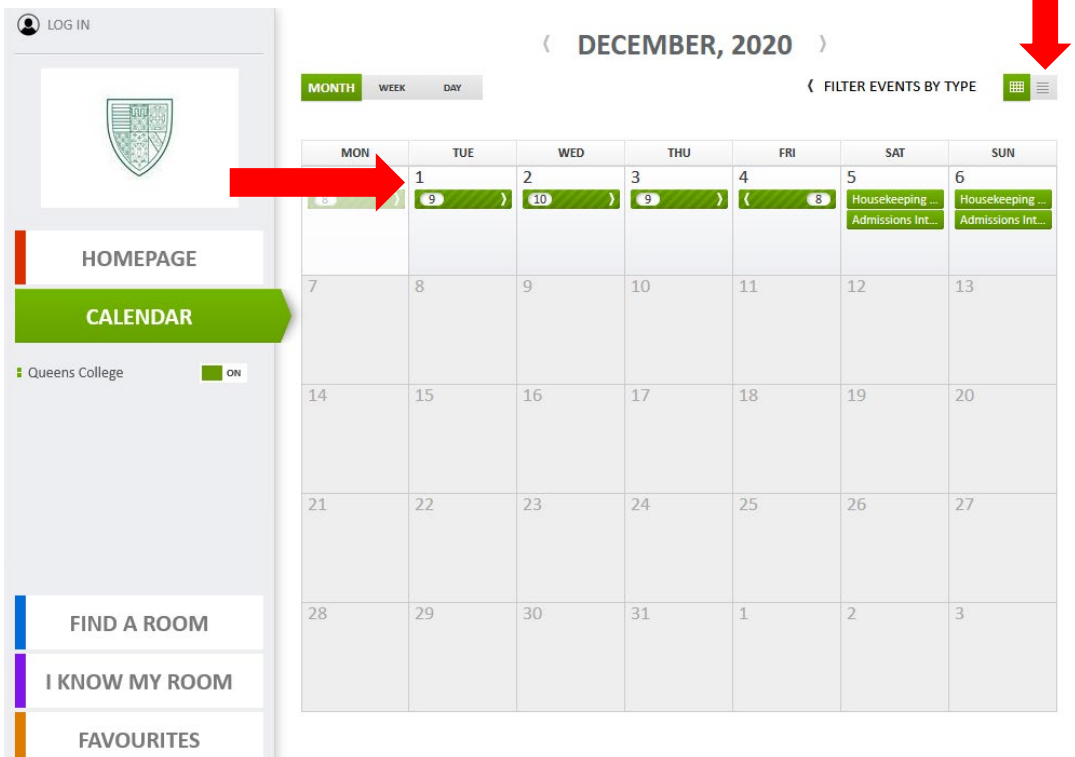 LOG IN
DECEMBER, 2020
MONTH WEEK DAY
FILTER EVENTS BY TYPE
MON TUE WED THU FRI SAT SUN
1 2 3 4 5 6
8 9 10 9 8 Housekeeping ... Housekeeping ...
Admissions Int... Admissions Int...
HOMEPAGE
7 8 9 10 11 12 13
CALENDAR
Queens College ON
14 15 16 17 18 19 20
21 22 23 24 25 26 27
28 29 30 31 1 2 3
FIND A ROOM
I KNOW MY ROOM
FAVOURITES